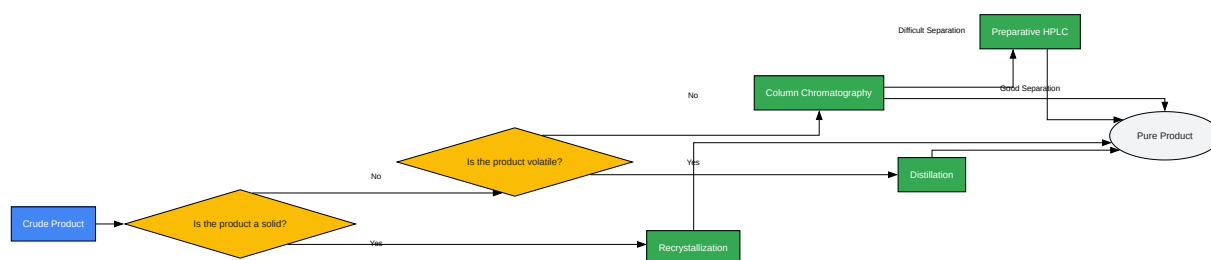 Difficult Separation
Preparative HPLC
Column Chromatography
Good Separation
No
Pure Product
Is the product volatile?
Yes
Distillation
No
Crude Product
Is the product a solid?
Yes
Recrystallization